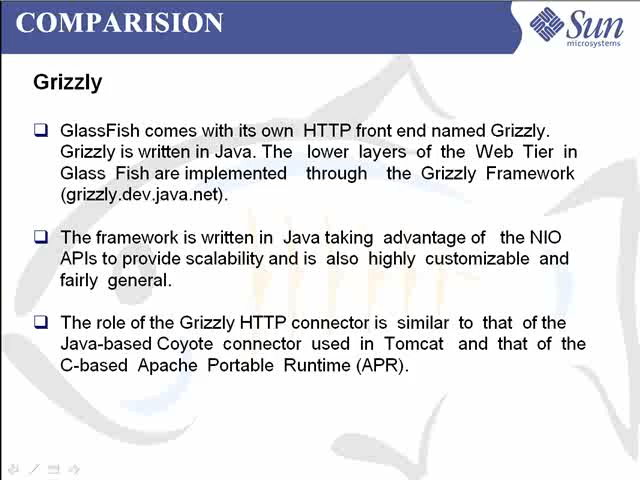 COMPARISION
Sun
microsystems
Grizzly
GlassFish comes with its own HTTP front end named Grizzly.
Grizzly is written in Java. The lower layers of the Web Tier in
Glass Fish are implemented through the Grizzly Framework
(grizzly.dev.java.net).
The framework is written in Java taking advantage of the NIO
APIs to provide scalability and is also highly customizable and
fairly general.
The role of the Grizzly HTTP connector is similar to that of the
Java-based Coyote connector used in Tomcat and that of the
C-based Apache Portable Runtime (APR).